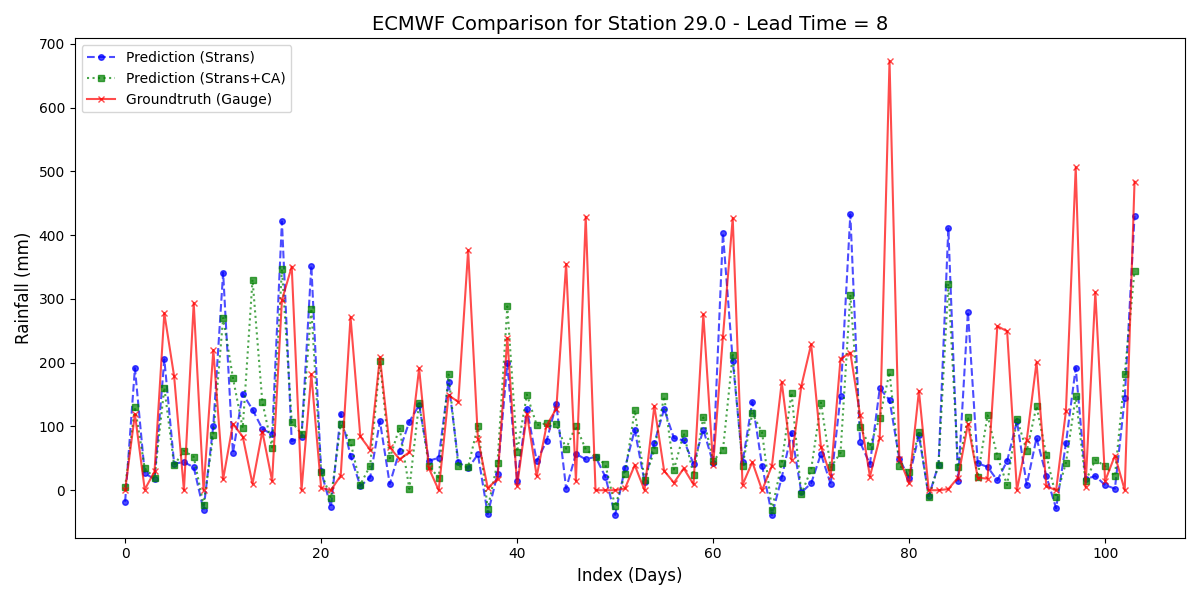 ECMWF Comparison for Station 29.0 - Lead Time = 8
Prediction (Strans)
Prediction (Strans+CA)
Groundtruth (Gauge)
Rainfall (mm)
700
600
500
400
300
200
100
0
0 20 40 60 80 100
Index (Days)